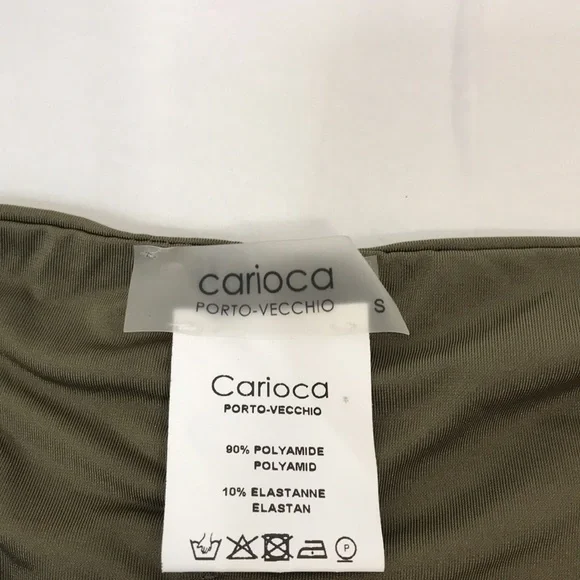 carioca
PORTO-VECCHIO
S
Carioca
PORTO-VECCHIO
90% POLYAMIDE
POLYAMID
10% ELASTANNE
ELASTAN
P